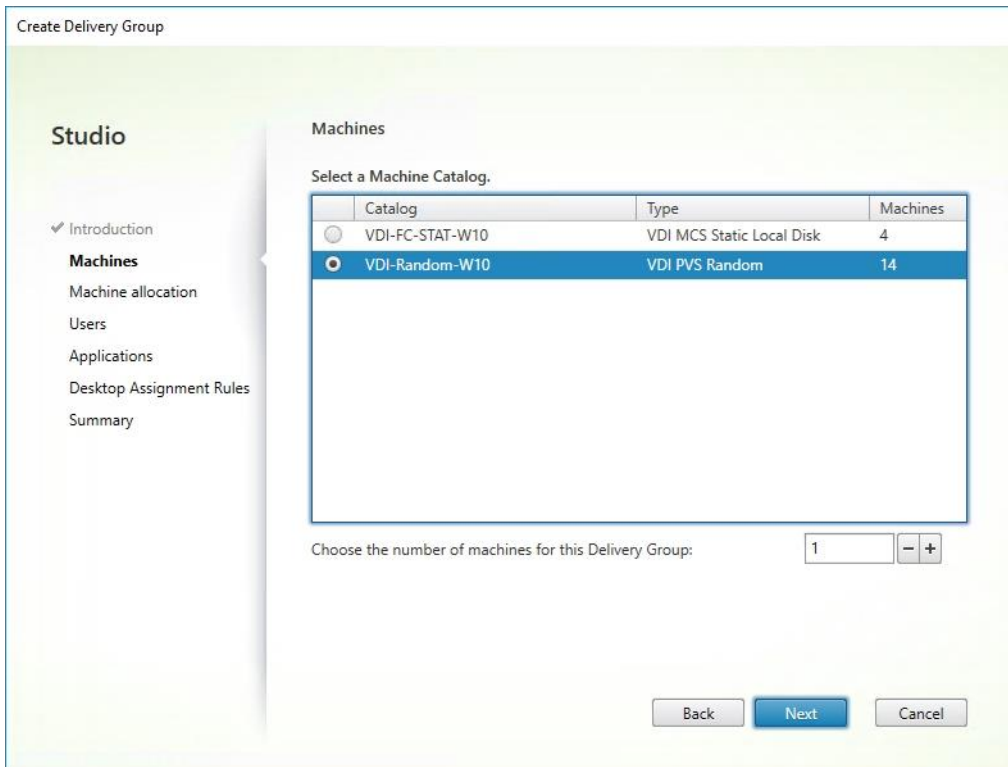 Create Delivery Group
Studio
Introduction
Machines
Machine allocation
Users
Applications
Desktop Assignment Rules
Summary
Machines
Select a Machine Catalog.
Catalog Type Machines
VDI-FC-STAT-W10 VDI MCS Static Local Disk 4
VDI-Random-W10 VDI PVS Random 14
Choose the number of machines for this Delivery Group: 1 - +
Back Next Cancel